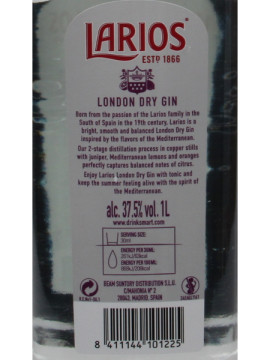 LARIOS
ESTD 1866
LONDON DRY GIN
Born from the passion of the Larios family in the
South of Spain in the 19th century, Larios is a
bright, smooth and balanced London Dry Gin
inspired by the flavors of the Mediterranean.
Our 2-stage distillation process in copper stills
with juniper, Mediterranean lemons and oranges
perfectly captures balanced notes of citrus.
Enjoy Larios London Dry Gin with tonic and
keep the summer feeling alive with the spirit of
the Mediterranean.
alc. 37.5% vol. 1L
www.drinksmart.com
SERVING SIZE:
30ml
ENERGY PER 30ML:
ENERGY PER 100ML:
BEAM SUNTORY DISTRIBUTION S.L.U.
28042, MADRID, SPAIN
8 411144 101225